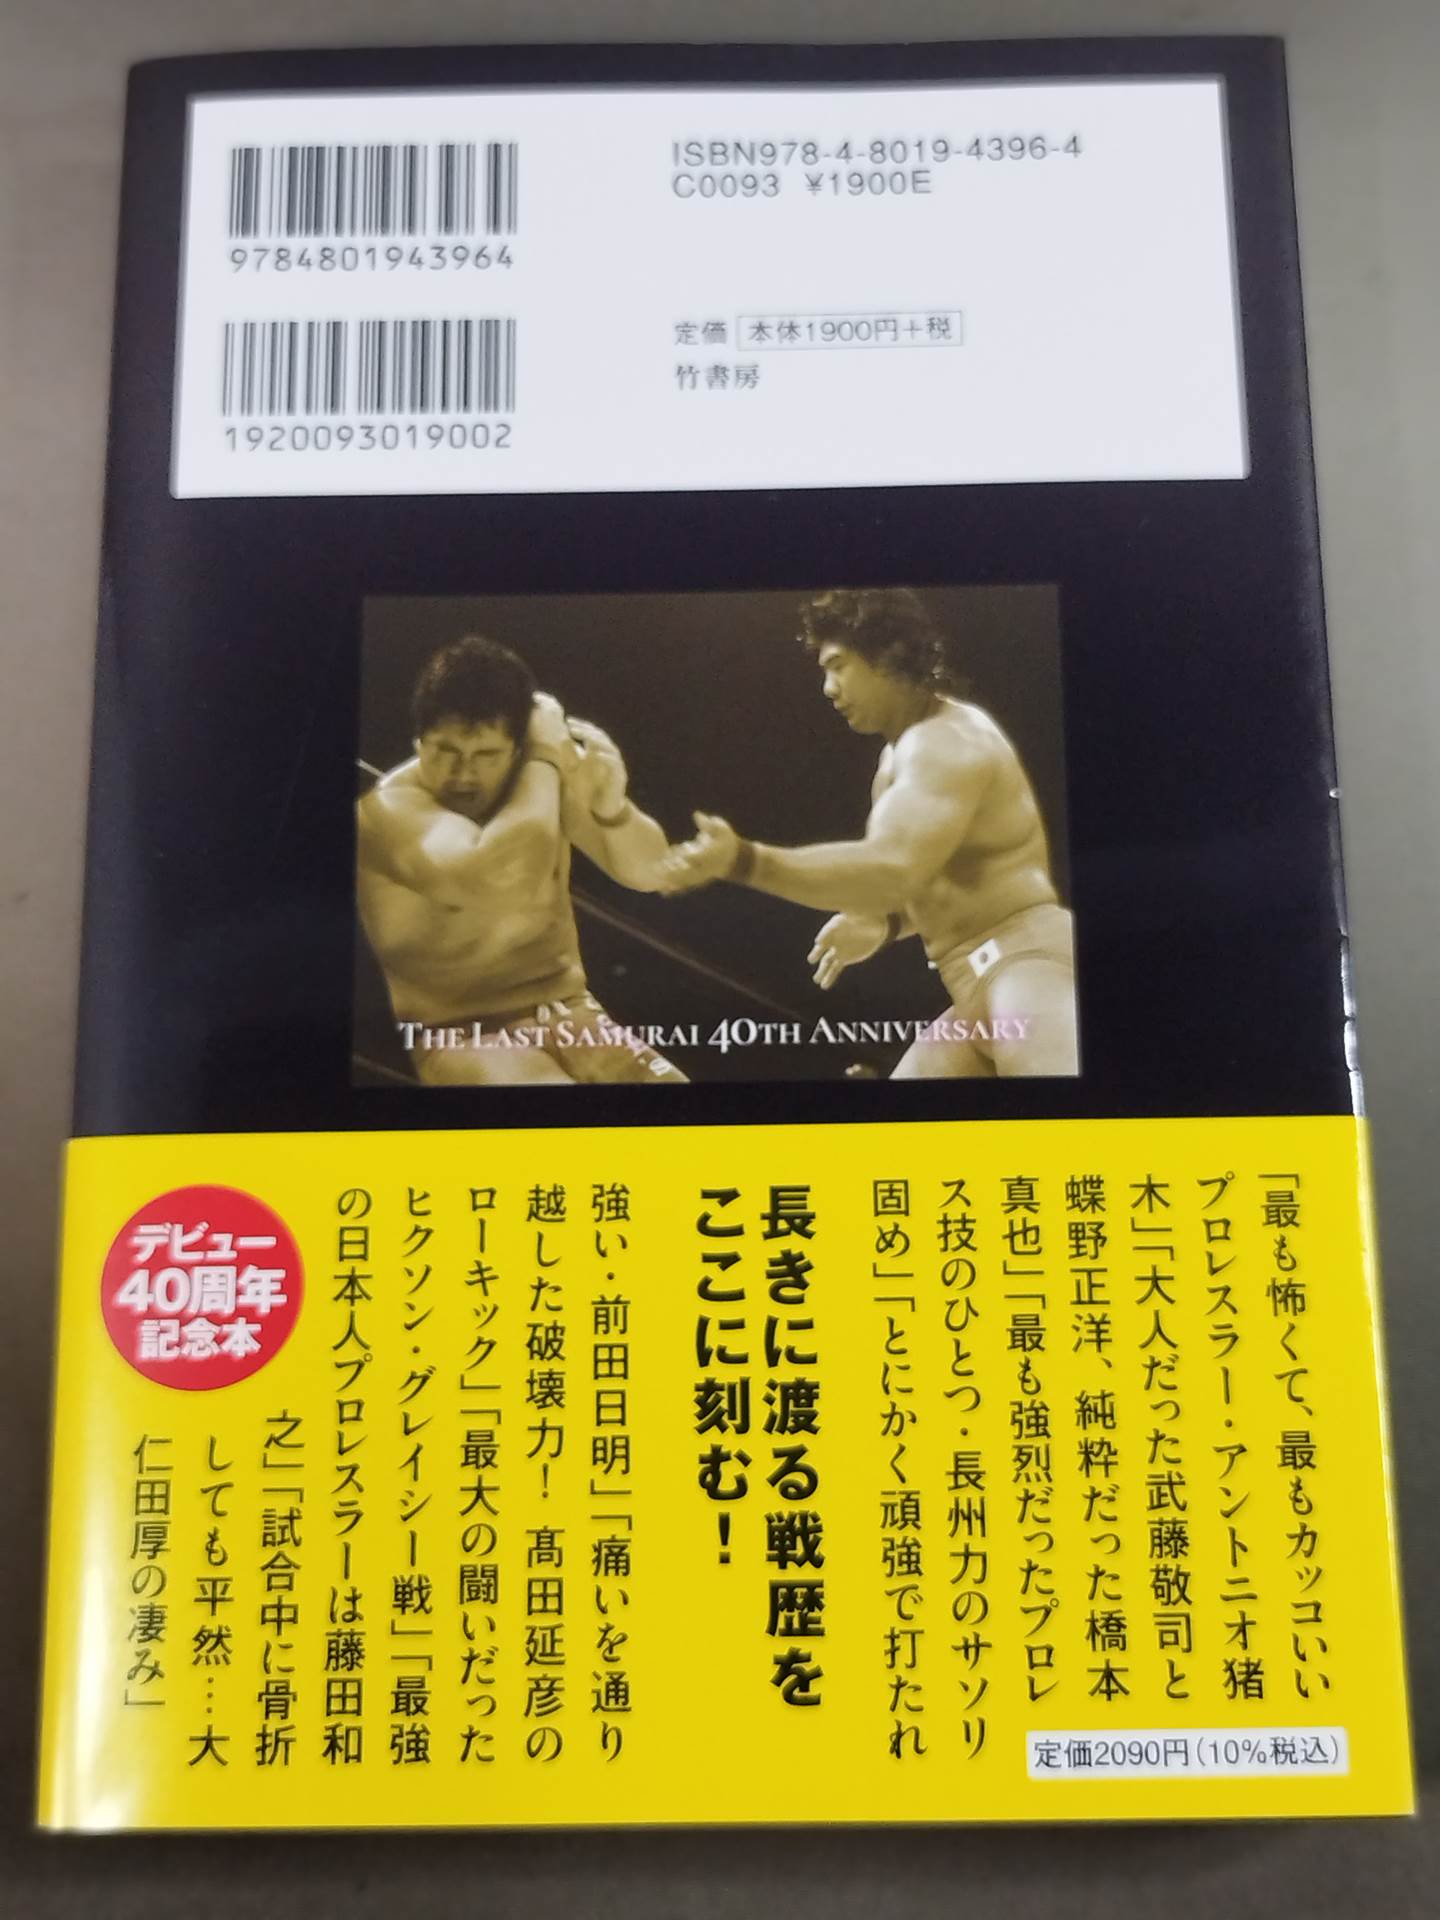 ISBN978-4-8019-4396-4
C0093 ¥1900E
9784801943964
定価 本体1900円+税
竹書房
1920093019002
THE LAST SAMURAI 40TH ANNIVERSARY
「最も怖くて、最もカッコいい
プロレスラー・アントニオ猪
木」「大人だった武藤敬司と
蝶野正洋、純粋だった橋本
真也」「最も強烈だったプロレ
ス技のひとつ・長州力のサソリ
固め」「とにかく頑強で打たれ
長きに渡る戦歴を
ここに刻む!
強い・前田日明」「痛いを通り
越した破壊力! 髙田延彦の
ローキック」「最大の闘いだった
ヒクソン・グレイシー戦」「最強
の日本人プロレスラーは藤田和
之」「試合中に骨折
しても平然…大
仁田厚の凄み」
デビュー
40周年
記念本
定価2090円(10%税込)